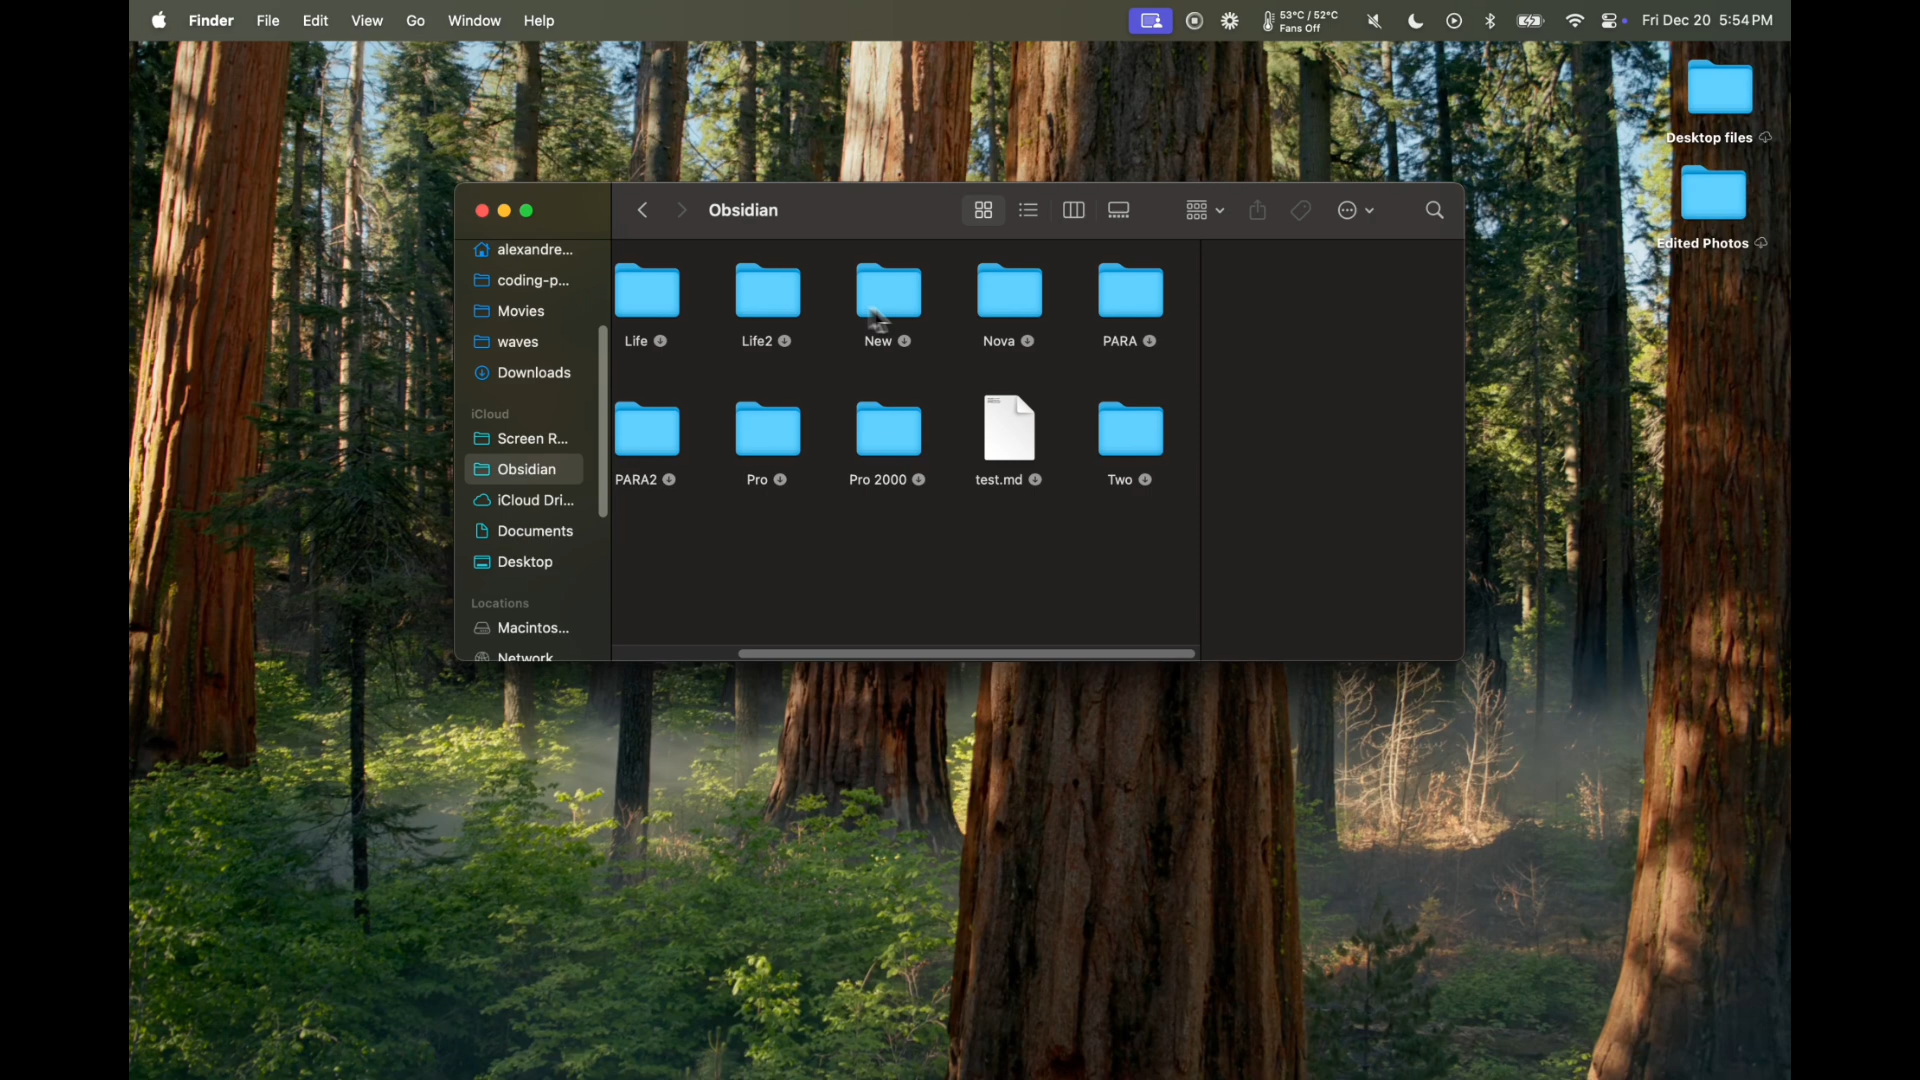 Finder File Edit View Go Window Help 53°C / 52°C Fri Dec 20 5:54 PM
Fans Off
Desktop files
Edited Photos
Obsidian
alexandre...
coding-p...
Movies
waves
Downloads
iCloud
Screen R...
Obsidian
iCloud Dri...
Documents
Desktop
Locations
Macintos...
Network
Life Life2 New Nova PARA
PARA2 Pro Pro 2000 test.md Two